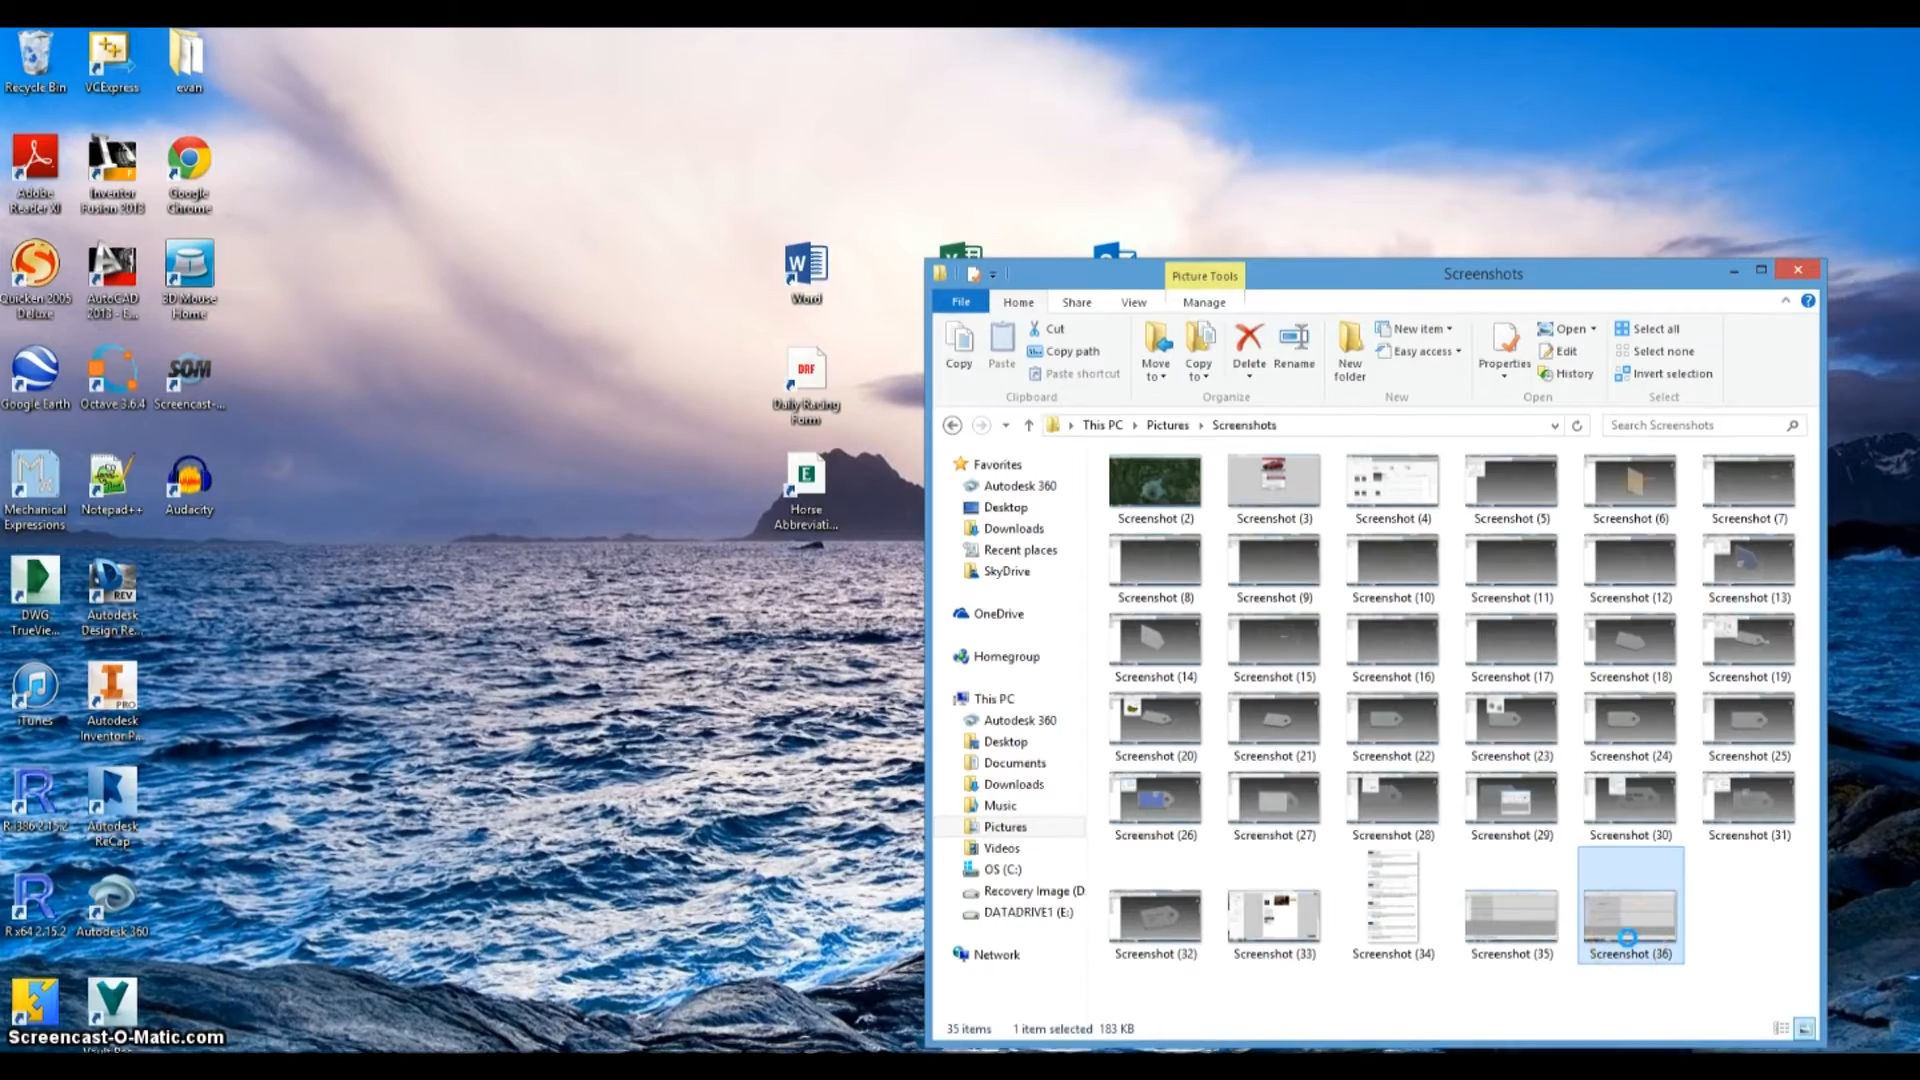 Recycle Bin
VCExpress
evan
Adobe
Reader XI
Inventor
Fusion 2013
Google
Chrome
Quicken 2005
Deluxe
AutoCAD
2013 - E...
3D Mouse
Home
Google Earth
Octave 3.6.4
SOM
Screencast-...
Mechanical
Expressions
Notepad++
Audacity
DWG
TrueVie...
REV
Autodesk
Design Re...
iTunes
PRO
Autodesk
Inventor P...
R i386 2.15.2
Autodesk
ReCap
R x64 2.15.2
Autodesk 360
Screencast-O-Matic.com
Word
DRF
Daily Racing
Form
Horse
Abbreviati...
Picture Tools
Screenshots
File
Home
Share
View
Manage
Copy
Paste
Cut
Copy path
Paste shortcut
Clipboard
Move
to
Copy
to
Delete
Rename
Organize
New
folder
New item
Easy access
New
Properties
Open
Edit
History
Open
Select all
Select none
Invert selection
Select
This PC
Pictures
Screenshots
Search Screenshots
Favorites
Autodesk 360
Desktop
Downloads
Recent places
SkyDrive
OneDrive
Homegroup
This PC
Autodesk 360
Desktop
Documents
Downloads
Music
Pictures
Videos
OS (C:)
Recovery Image (D
DATADRIVE1 (E:)
Network
Screenshot (2)
Screenshot (3)
Screenshot (4)
Screenshot (5)
Screenshot (6)
Screenshot (7)
Screenshot (8)
Screenshot (9)
Screenshot (10)
Screenshot (11)
Screenshot (12)
Screenshot (13)
Screenshot (14)
Screenshot (15)
Screenshot (16)
Screenshot (17)
Screenshot (18)
Screenshot (19)
Screenshot (20)
Screenshot (21)
Screenshot (22)
Screenshot (23)
Screenshot (24)
Screenshot (25)
Screenshot (26)
Screenshot (27)
Screenshot (28)
Screenshot (29)
Screenshot (30)
Screenshot (31)
Screenshot (32)
Screenshot (33)
Screenshot (34)
Screenshot (35)
Screenshot (36)
35 items
1 item selected 183 KB